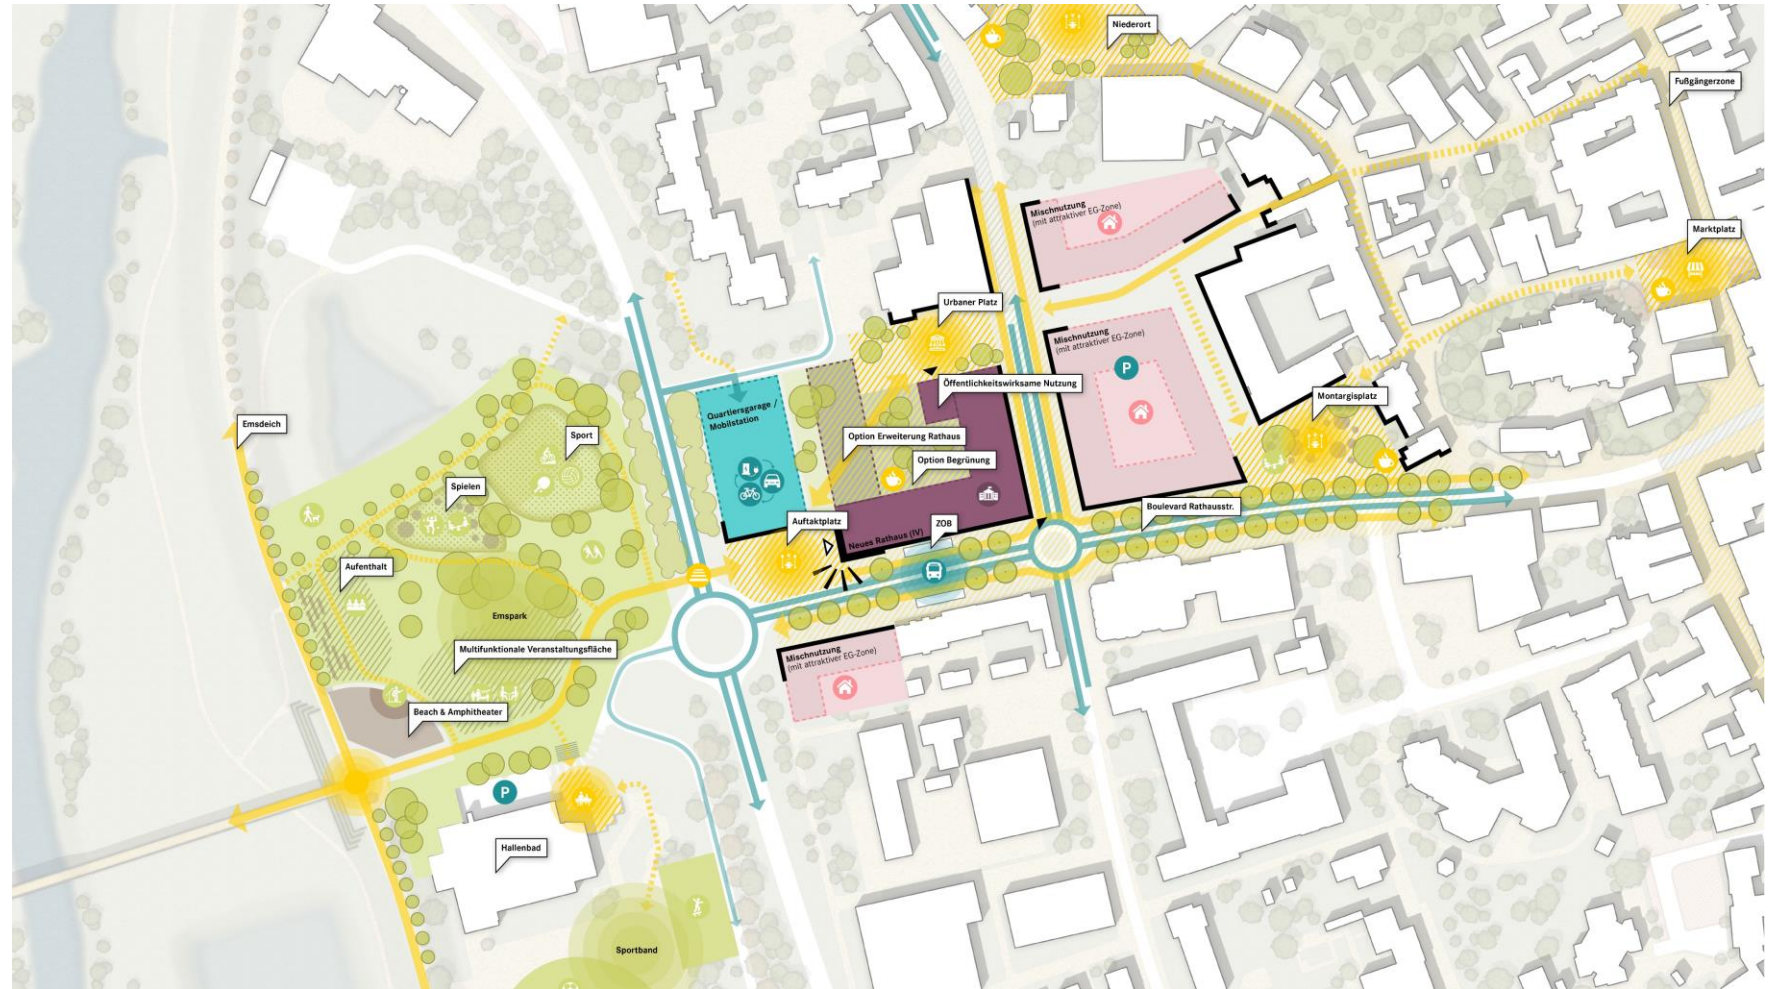 Niederort
Fußgängerzone
Mischnutzung
(mit attraktiver EG-Zone)
Marktplatz
Urbaner Platz
Mischnutzung
(mit attraktiver EG-Zone)
P
Öffentlichkeitswirksame Nutzung
Montargisplatz
Quartiersgarage /
Mobilstation
Emsdeich
Sport
Option Erweiterung Rathaus
Option Begrünung
Spielen
Auftaktplatz
ZOB
Boulevard Rathausstr.
Neues Rathaus (IV)
Aufenthalt
Emspark
Multifunktionale Veranstaltungsfläche
Mischnutzung
(mit attraktiver EG-Zone)
Beach & Amphitheater
P
Hallenbad
Sportband